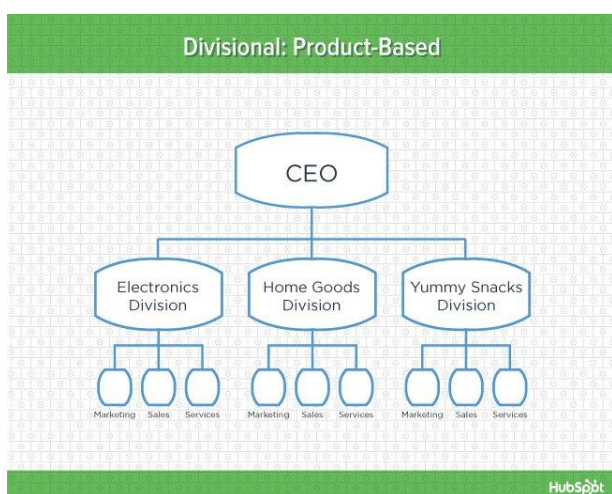 Divisional: Product-Based
CEO
Electronics
Division
Home Goods
Division
Yummy Snacks
Division
Marketing Sales Services
Marketing Sales Services
Marketing Sales Services
HubSpot